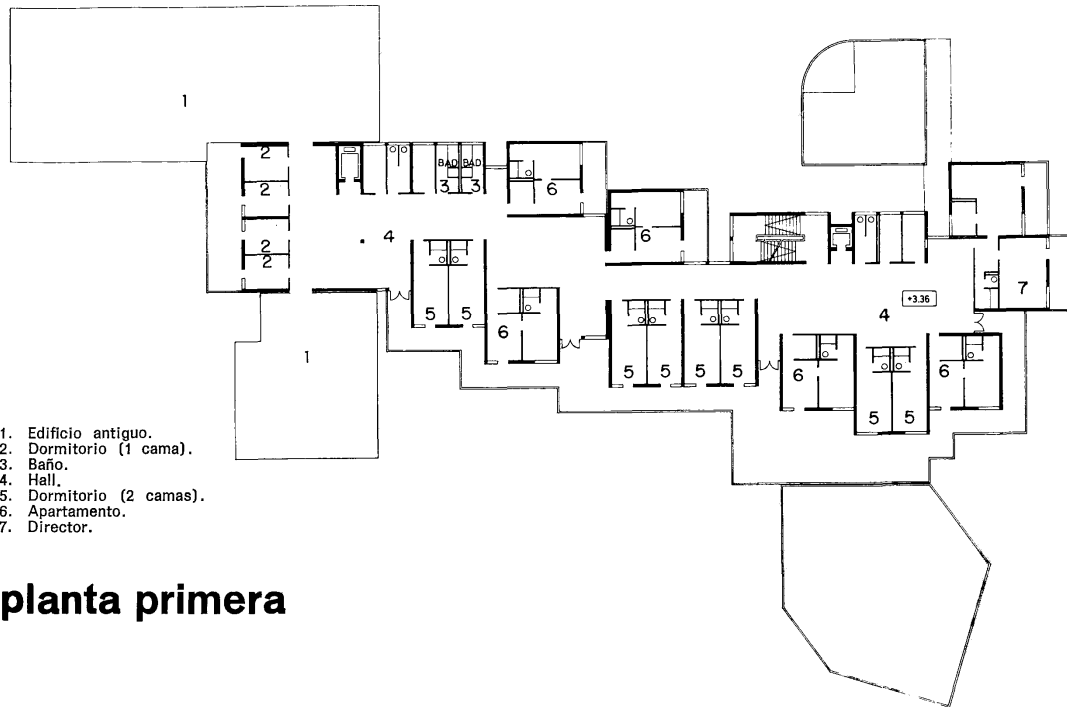 1
2
BAD BAD
3 3
2
6
4
6
2
2
+3.36
7
4
5 5
6
1
5 5 5 5
6
6
5 5
1. Edificio antiguo.
2. Dormitorio (1 cama).
3. Baño.
4. Hall.
5. Dormitorio (2 camas).
6. Apartamento.
7. Director.
planta primera